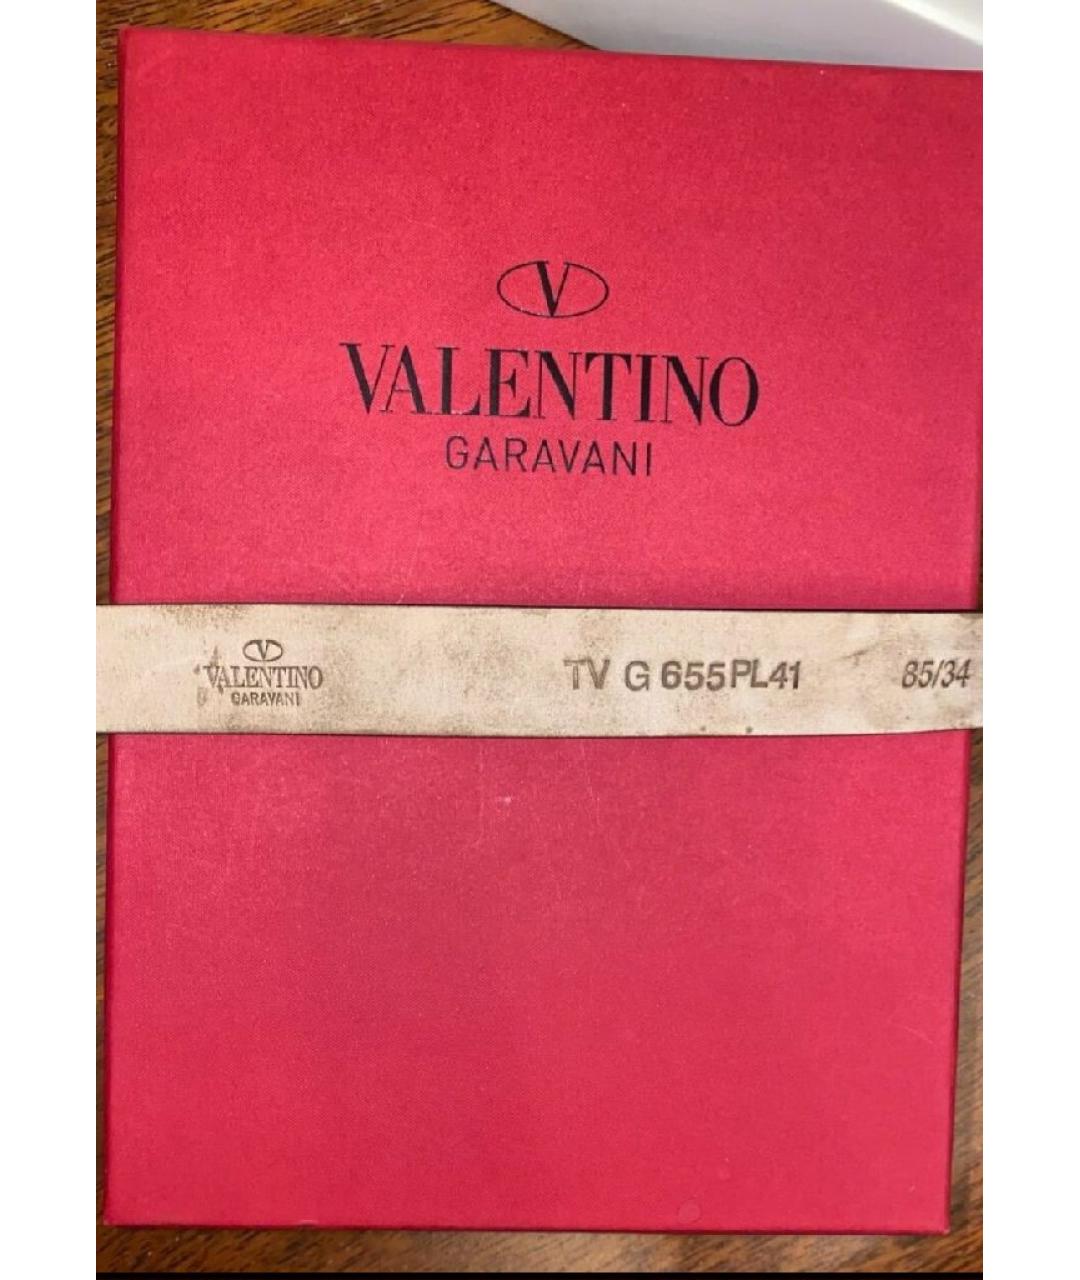 V
VALENTINO
GARAVANI
V
VALENTINO
GARAVANI
TV G 655PL41
85/34